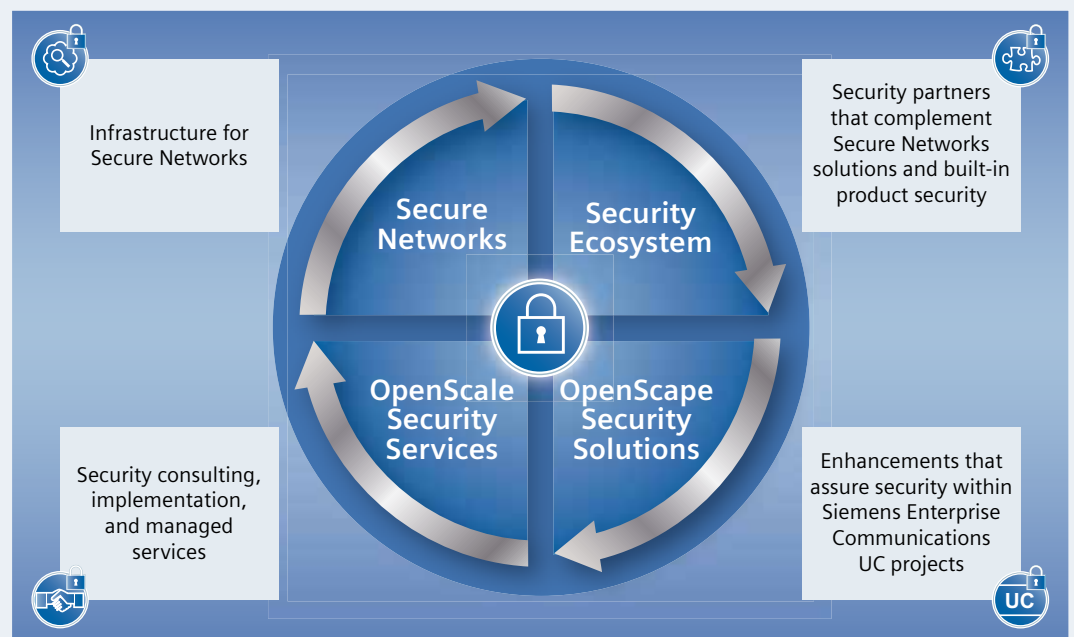 Infrastructure for
Secure Networks
Security partners
that complement
Secure Networks
solutions and built-in
product security
Secure
Networks
Security
Ecosystem
OpenScale
Security
Services
OpenScape
Security
Solutions
Security consulting,
implementation,
and managed
services
Enhancements that
assure security within
Siemens Enterprise
Communications
UC projects
UC